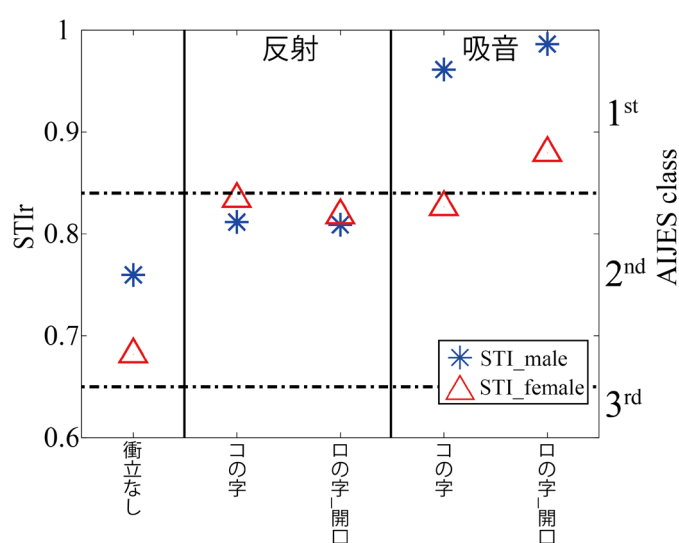 1
0.9
0.8
0.7
0.6
STIr
反射
吸音
1st
2nd
3rd
AIJES class
STI_male
STI_female
衝立なし
コの字
ロの字_開口
コの字
ロの字_開口